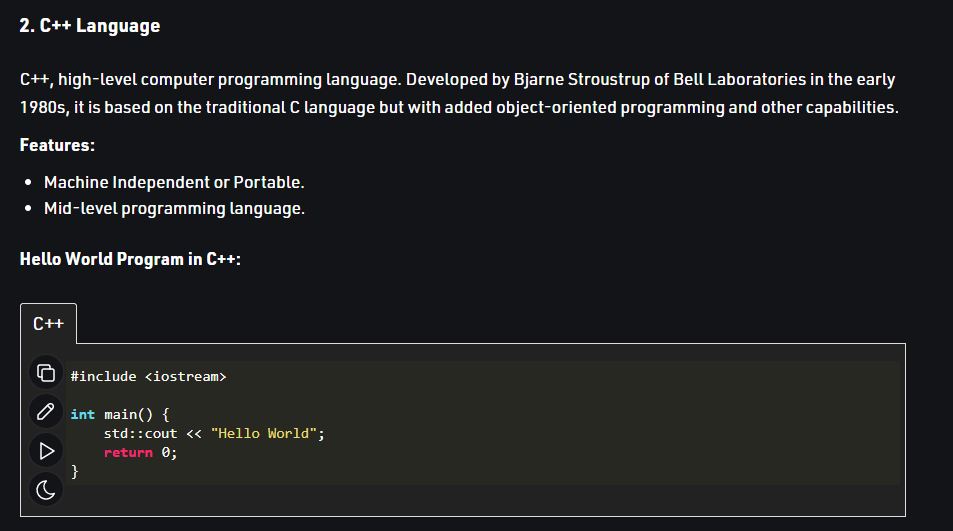 2. C++ Language
C++, high-level computer programming language. Developed by Bjarne Stroustrup of Bell Laboratories in the early
1980s, it is based on the traditional C language but with added object-oriented programming and other capabilities.
Features:
• Machine Independent or Portable.
• Mid-level programming language.
Hello World Program in C++:
C++
#include <iostream>
int main() {
    std::cout << "Hello World";
    return 0;
}